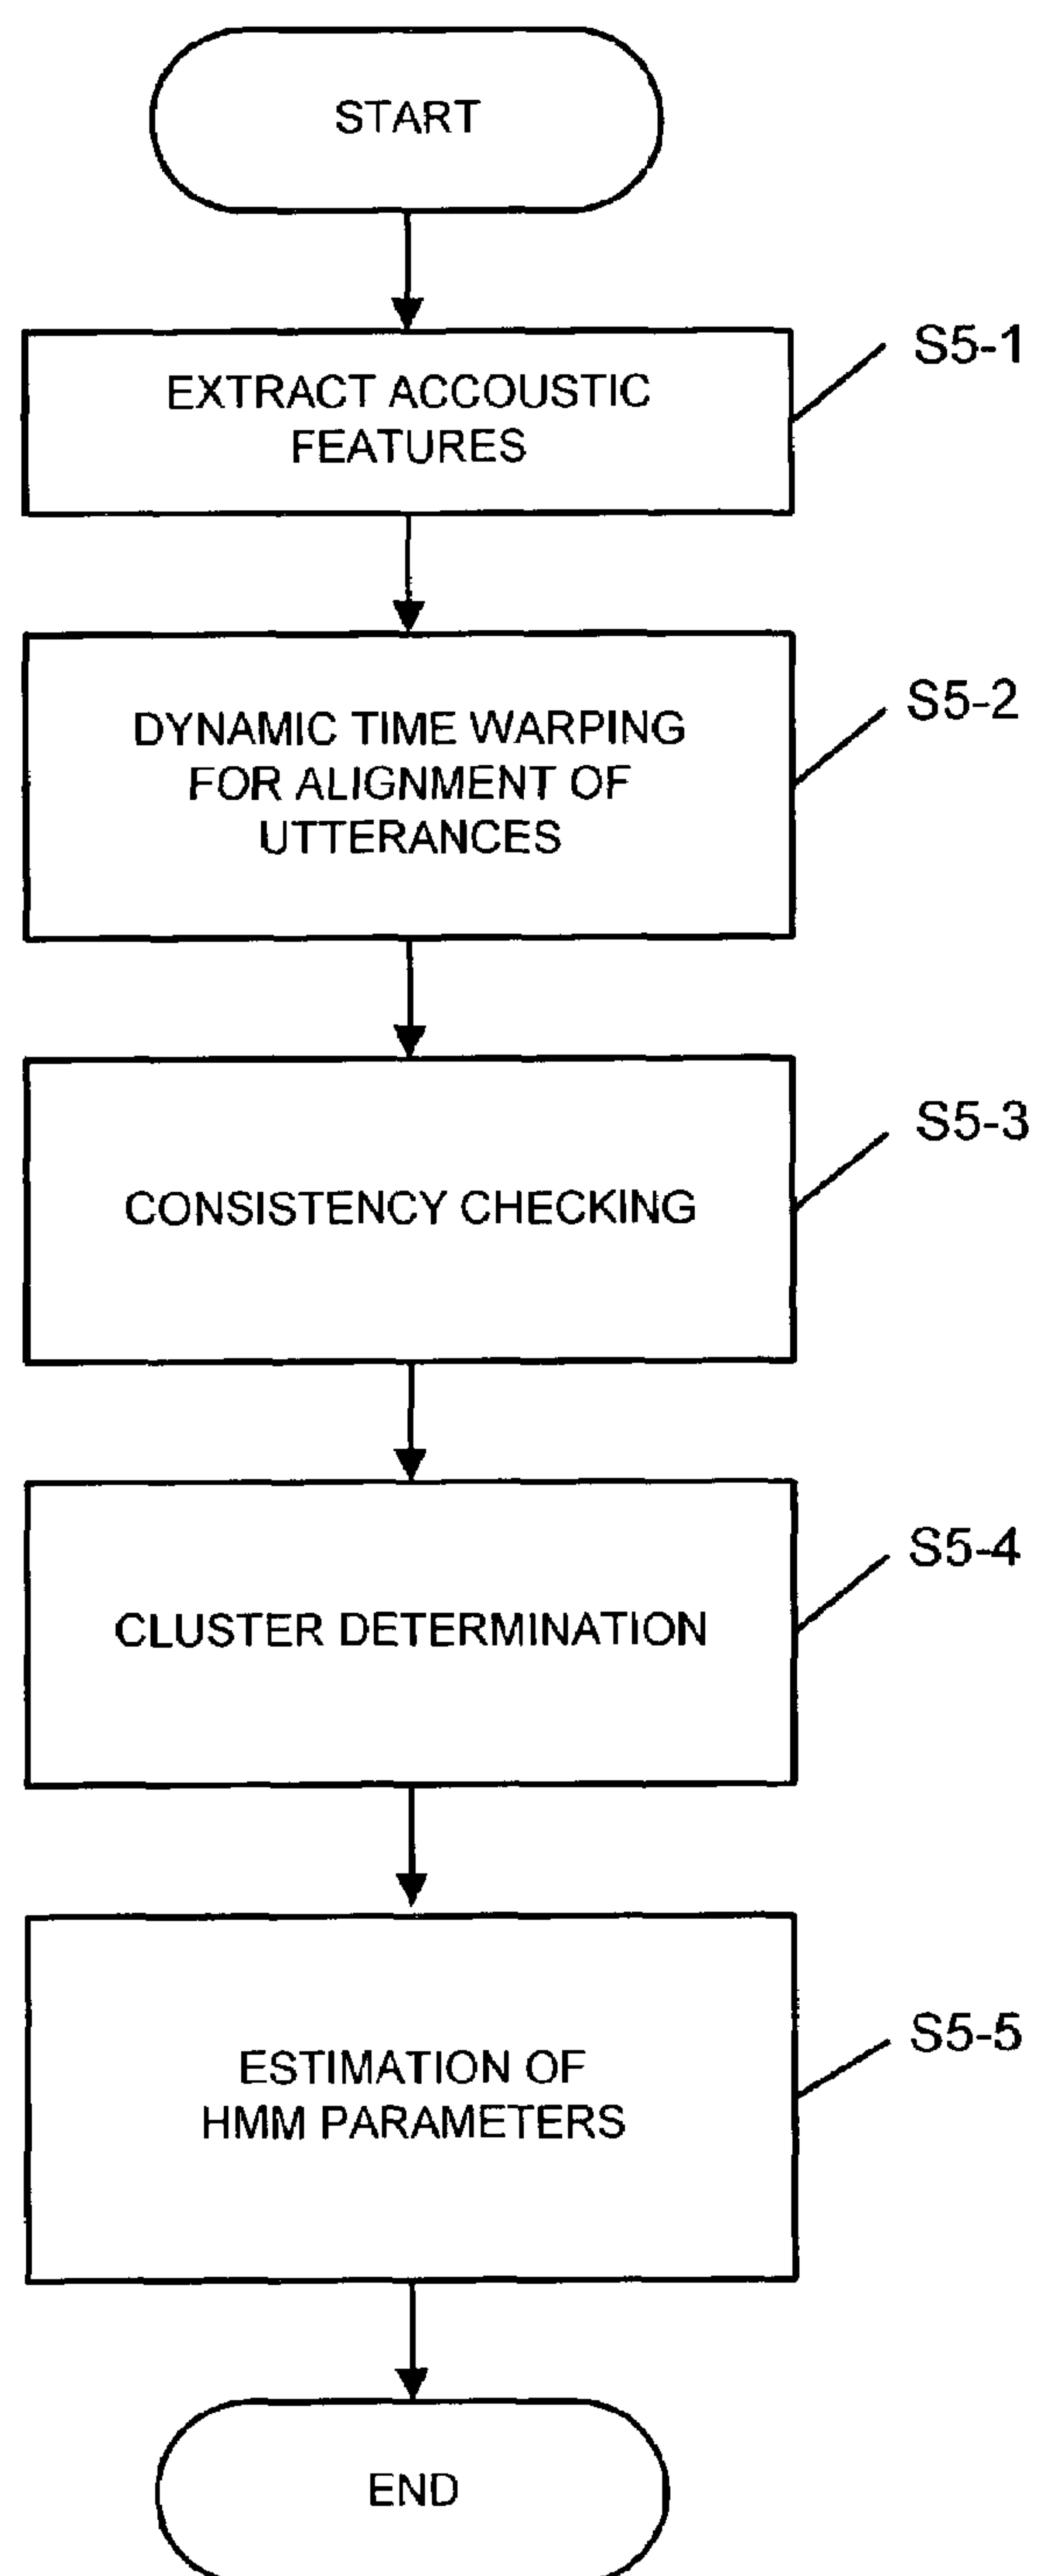 START
EXTRACT ACCOUSTIC
FEATURES
S5-1
DYNAMIC TIME WARPING
FOR ALIGNMENT OF
UTTERANCES
S5-2
CONSISTENCY CHECKING
S5-3
CLUSTER DETERMINATION
S5-4
ESTIMATION OF
HMM PARAMETERS
S5-5
END